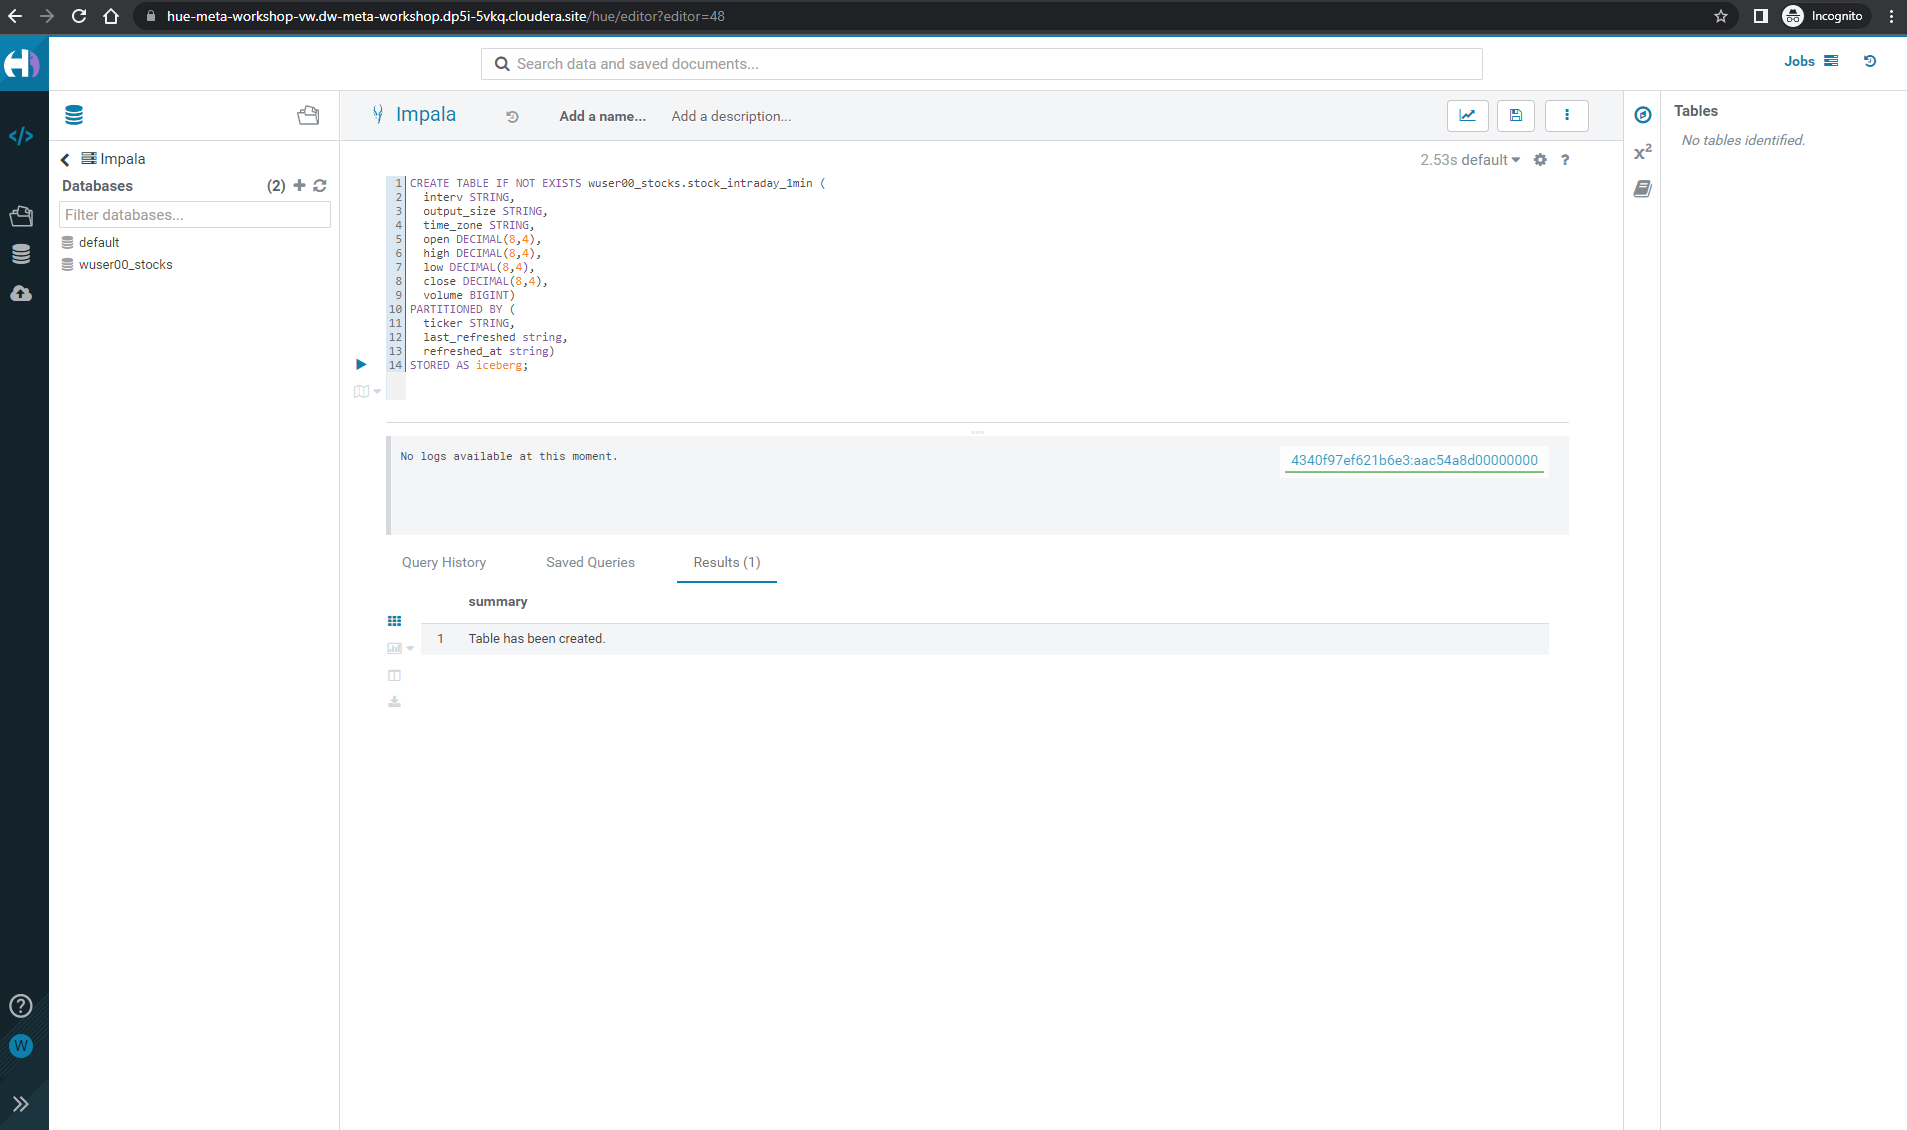 hue-meta-workshop-vw.dw-meta-workshop.dp5i-5vkq.cloudera.site/hue/editor?editor=48
Incognito
Search data and saved documents...
Jobs
Impala
Add a name...
Add a description...
Tables
No tables identified.
Impala
Databases
(2)
Filter databases...
default
wuser00_stocks
2.53s default
?
1 CREATE TABLE IF NOT EXISTS wuser00_stocks.stock_intraday_1min (
2 interv STRING,
3 output_size STRING,
4 time_zone STRING,
5 open DECIMAL(8,4),
6 high DECIMAL(8,4),
7 low DECIMAL(8,4),
8 close DECIMAL(8,4),
9 volume BIGINT)
10 PARTITIONED BY (
11 ticker STRING,
12 last_refreshed string,
13 refreshed_at string)
14 STORED AS iceberg;
x2
No logs available at this moment.
4340f97ef621b6e3:aac54a8d00000000
Query History
Saved Queries
Results (1)
summary
1 Table has been created.
?
W